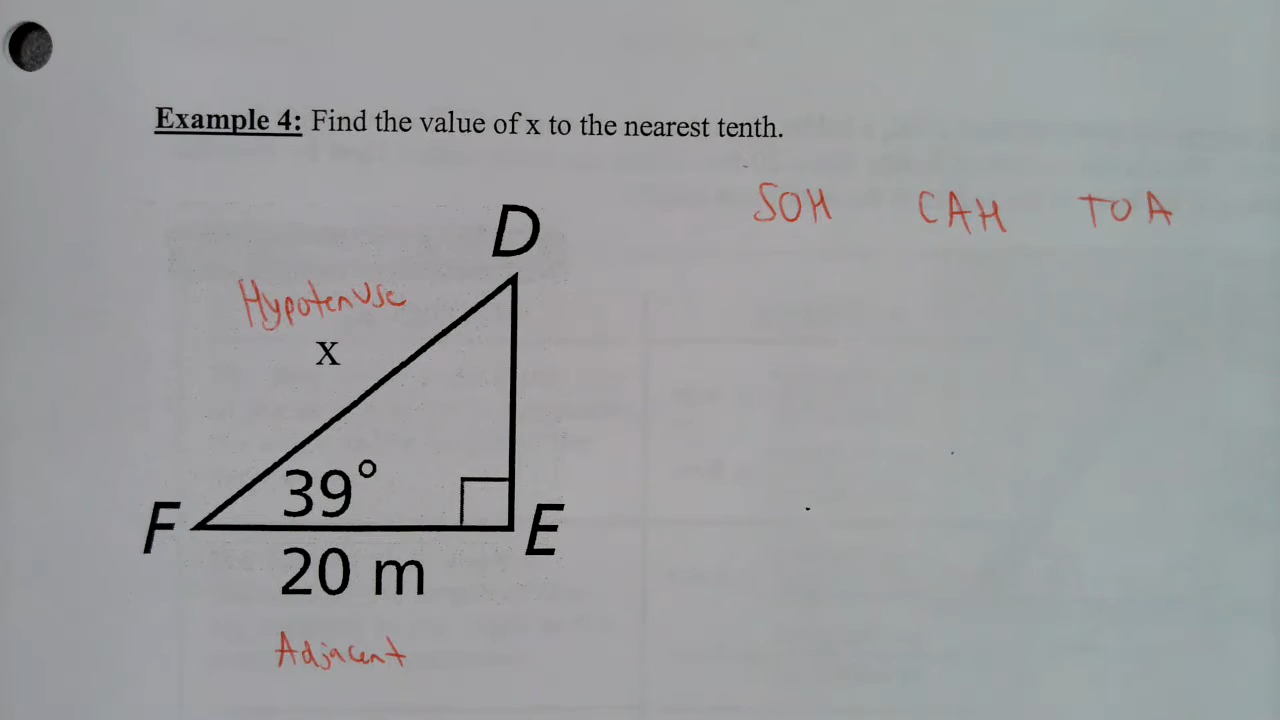 Example 4: Find the value of x to the nearest tenth.
SOH CAH TOA
D
Hypotenuse
x
39°
F
E
20 m
Adjacent